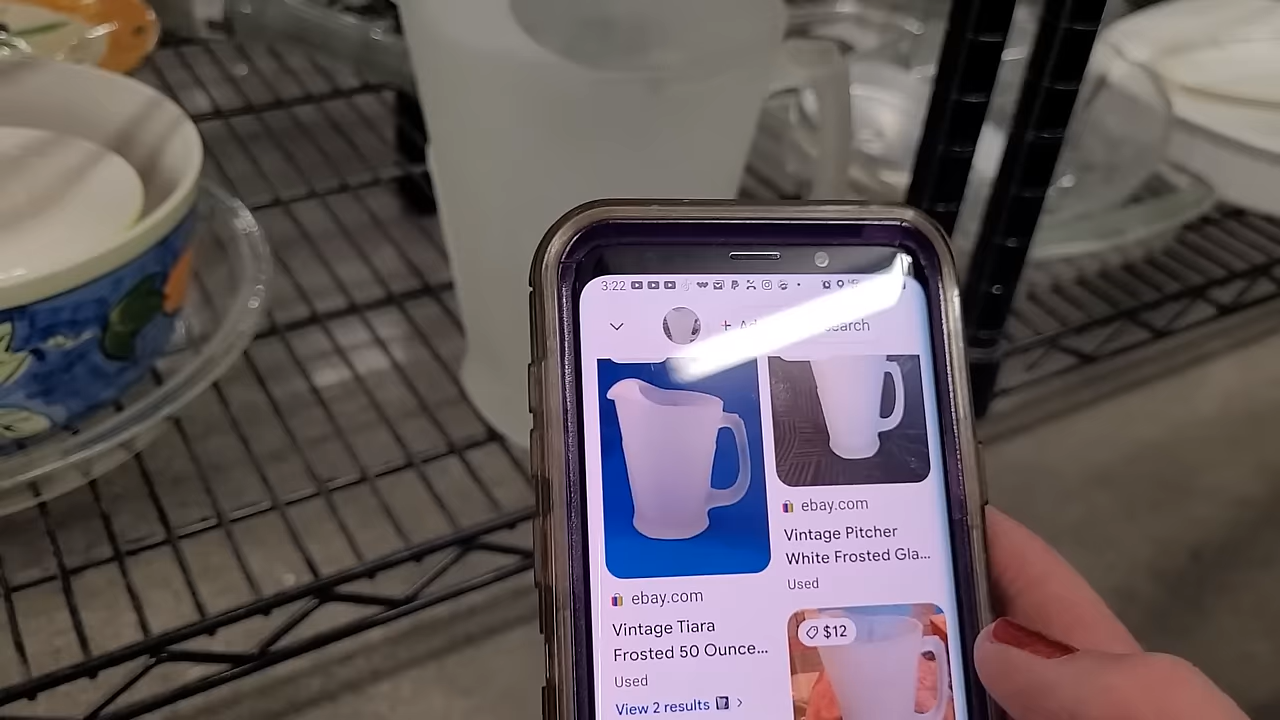 3:22
+ Ad search
ebay.com
Vintage Tiara
Frosted 50 Ounce...
Used
View 2 results
ebay.com
Vintage Pitcher
White Frosted Gla...
Used
$12